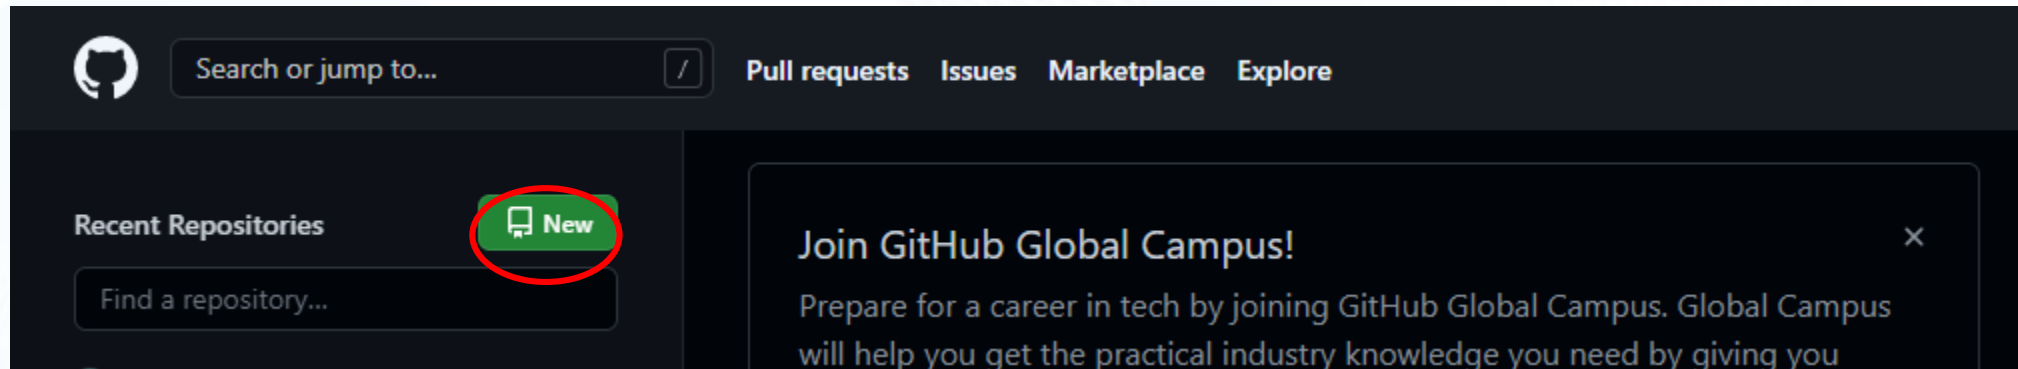 Search or jump to... /
Pull requests Issues Marketplace Explore
Recent Repositories
New
Find a repository...
Join GitHub Global Campus!
×
Prepare for a career in tech by joining GitHub Global Campus. Global Campus
will help you get the practical industry knowledge you need by giving you